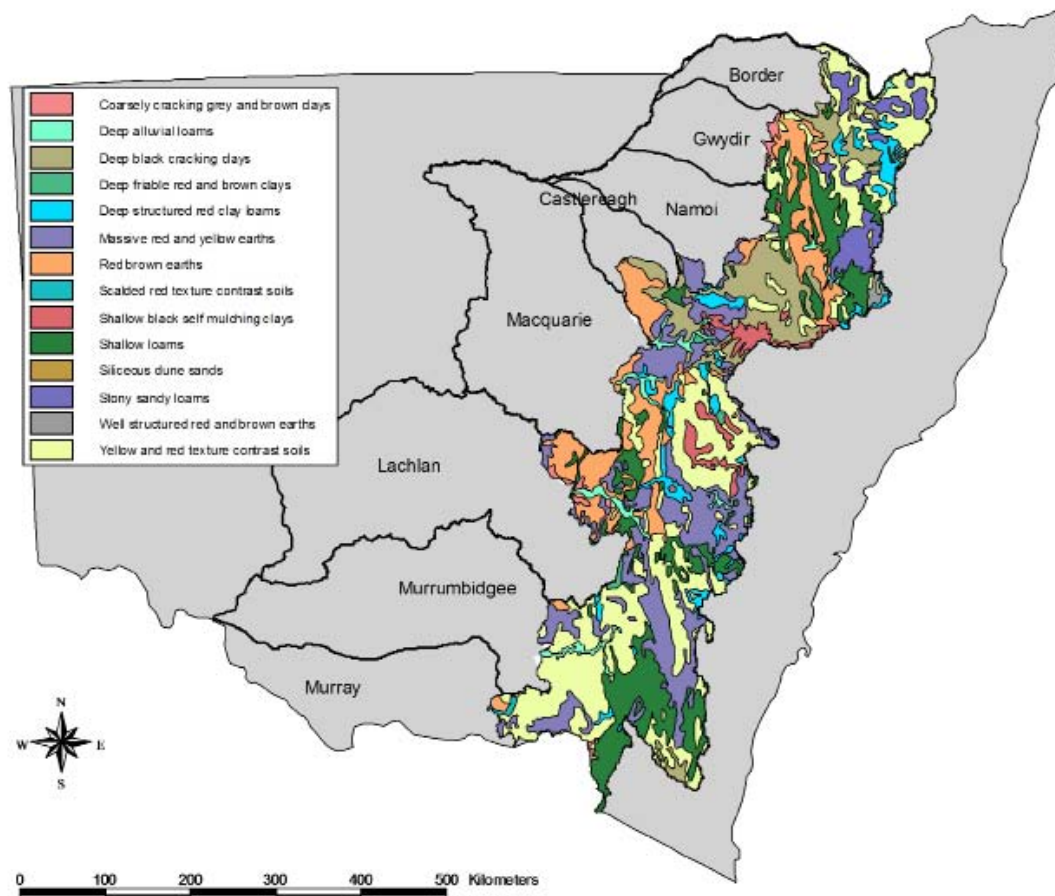 Border
Gwydir
Castlereagh
Namoi
Macquarie
Lachlan
Murrumbidgee
Murray
Coarsely cracking grey and brown clays
Deep alluvial loams
Deep black cracking clays
Deep friable red and brown clays
Deep structured red clay loams
Massive red and yellow earths
Red brown earths
Scalded red texture contrast soils
Shallow black self mulching clays
Shallow loams
Siliceous dune sands
Stony sandy loams
Well structured red and brown earths
Yellow and red texture contrast soils
N
W E
S
0 100 200 300 400 500 Kilometers